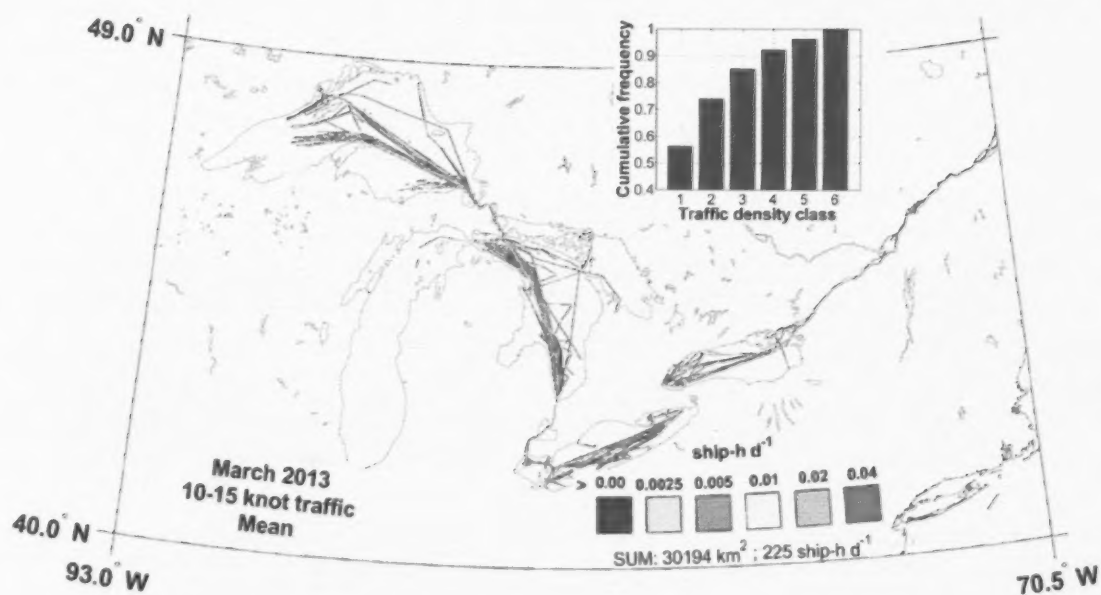 49.0° N
Cumulative frequency
1
0.9
0.8
0.7
0.6
0.5
0.4
1 2 3 4 5 6
Traffic density class
March 2013
10-15 knot traffic
Mean
ship-h d-1
> 0.00 0.0025 0.005 0.01 0.02 0.04
SUM: 30194 km2 ; 225 ship-h d-1
40.0° N
93.0° W
70.5° W